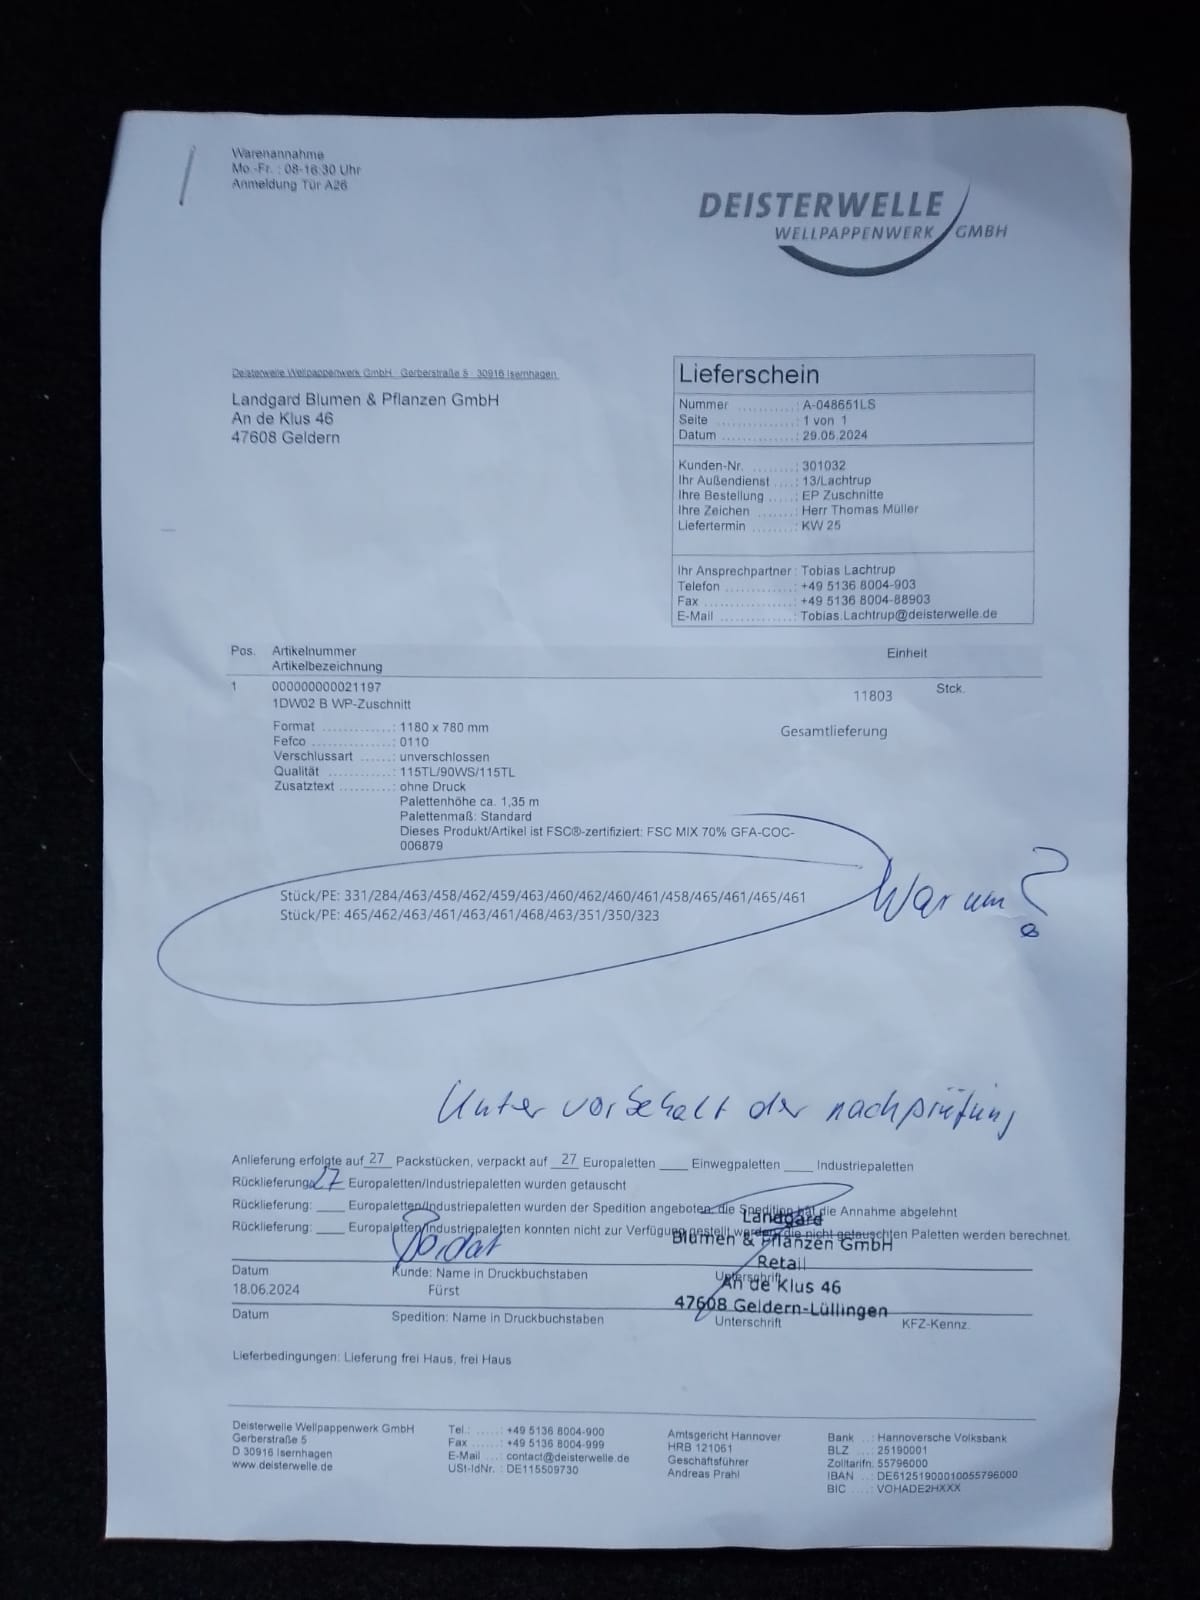 Warenannahme
Mo.-Fr. : 08-16:30 Uhr
Anmeldung Tür A26
DEISTERWELLE
WELLPAPPENWERK GMBH
Deisterwelle Wellpappenwerk GmbH · Gerberstraße 5 · 30916 Isernhagen
Landgard Blumen & Pflanzen GmbH
An de Klus 46
47608 Geldern
Lieferschein
Nummer ............ : A-048651LS
Seite ............ : 1 von 1
Datum ............ : 29.05.2024
Kunden-Nr. ........ : 301032
Ihr Außendienst .... : 13/Lachtrup
Ihre Bestellung ..... : EP Zuschnitte
Ihre Zeichen ....... : Herr Thomas Müller
Liefertermin ....... : KW 25
Ihr Ansprechpartner : Tobias Lachtrup
Telefon ............ : +49 5136 8004-903
Fax ............ : +49 5136 8004-88903
E-Mail ............ : Tobias.Lachtrup@deisterwelle.de
Pos. Artikelnummer Einheit
Artikelbezeichnung
1 000000000021197 11803 Stck.
1DW02 B WP-Zuschnitt
Format ............ : 1180 x 780 mm Gesamtlieferung
Fefco ............ : 0110
Verschlussart ...... : unverschlossen
Qualität ............ : 115TL/90WS/115TL
Zusatztext .......... : ohne Druck
Palettenhöhe ca. 1,35 m
Palettenmaß: Standard
Dieses Produkt/Artikel ist FSC®-zertifiziert: FSC MIX 70% GFA-COC-
006879
Stück/PE: 331/284/463/458/462/459/463/460/462/460/461/458/465/461/465/461
Stück/PE: 465/462/463/461/463/461/468/463/351/350/323
Warum?
Unter vorbehalt der nachprüfung
Anlieferung erfolgte auf 27 Packstücken, verpackt auf 27 Europaletten ___ Einwegpaletten ___ Industriepaletten
Rücklieferung: 27 Europaletten/Industriepaletten wurden getauscht
Rücklieferung: ___ Europaletten/Industriepaletten wurden der Spedition angeboten, die Spedition hat die Annahme abgelehnt
Rücklieferung: ___ Europaletten/Industriepaletten konnten nicht zur Verfügung gestellt werden, die nicht getauschten Paletten werden berechnet.
Landgard
Blumen & Pflanzen GmbH
Retail
An de Klus 46
47608 Geldern-Lüllingen
Datum Kunde: Name in Druckbuchstaben Unterschrift
18.06.2024 Fürst
Datum Spedition: Name in Druckbuchstaben Unterschrift KFZ-Kennz.
Lieferbedingungen: Lieferung frei Haus, frei Haus
Deisterwelle Wellpappenwerk GmbH
Gerberstraße 5
D 30916 Isernhagen
www.deisterwelle.de
Tel.: ..... : +49 5136 8004-900
Fax ..... : +49 5136 8004-999
E-Mail ... : contact@deisterwelle.de
USt-IdNr. : DE115509730
Amtsgericht Hannover
HRB 121061
Geschäftsführer
Andreas Prahl
Bank ..: Hannoversche Volksbank
BLZ ....: 25190001
Zolltarifn: 55796000
IBAN ..: DE61251900010055796000
BIC ....: VOHADE2HXXX